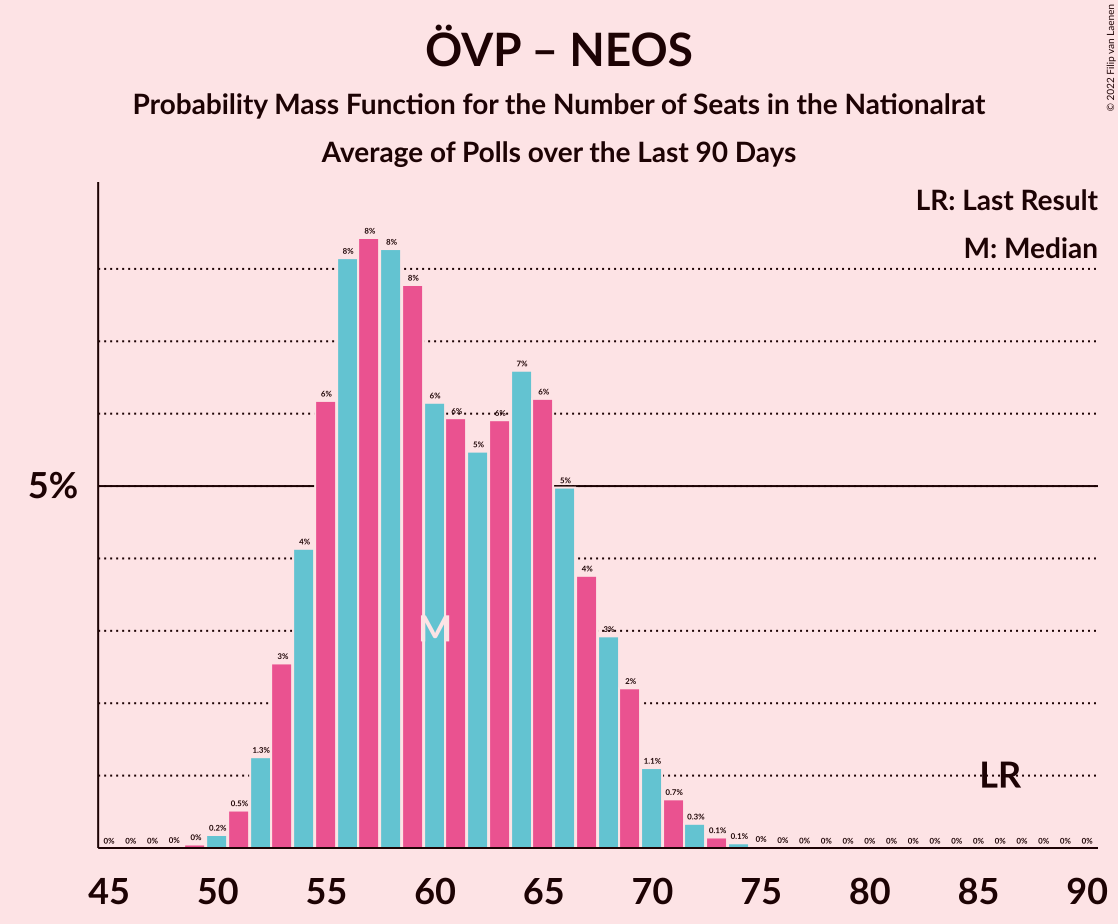 ÖVP – NEOS
Probability Mass Function for the Number of Seats in the Nationalrat
Average of Polls over the Last 90 Days
© 2022 Filip van Laenen
LR: Last Result
M: Median
5%
0% 0% 0% 0% 0% 0.2% 0.5% 1.3% 3% 4% 6% 8% 8% 8% 8% 6% 6% 5% 6% 7% 6% 5% 4% 3% 2% 1.1% 0.7% 0.3% 0.1% 0.1% 0% 0% 0% 0% 0% 0% 0% 0% 0% 0% 0% 0% 0% 0% 0% 0%
M
LR
45 50 55 60 65 70 75 80 85 90